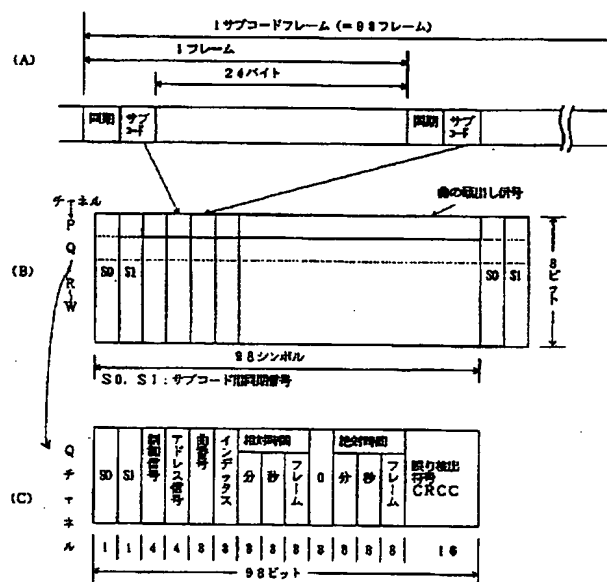 1サブコードフレーム(=98フレーム)
(A)
1フレーム
24バイト
同期
サブ
コード
同期
サブ
コード
曲の頭出し信号
チャネル
P
Q
R
W
(B)
S0
S1
S0
S1
8ビット
98シンボル
S0, S1:サブコード用同期信号
Qチャネル
(C)
S0
S1
制御信号
アドレス信号
曲番号
インデックス
相対時間
分
秒
フレーム
0
絶対時間
分
秒
フレーム
誤り検出
符号
CRCC
1 1 4 4 8 8 8 8 8 8 8 8 8 16
98ビット